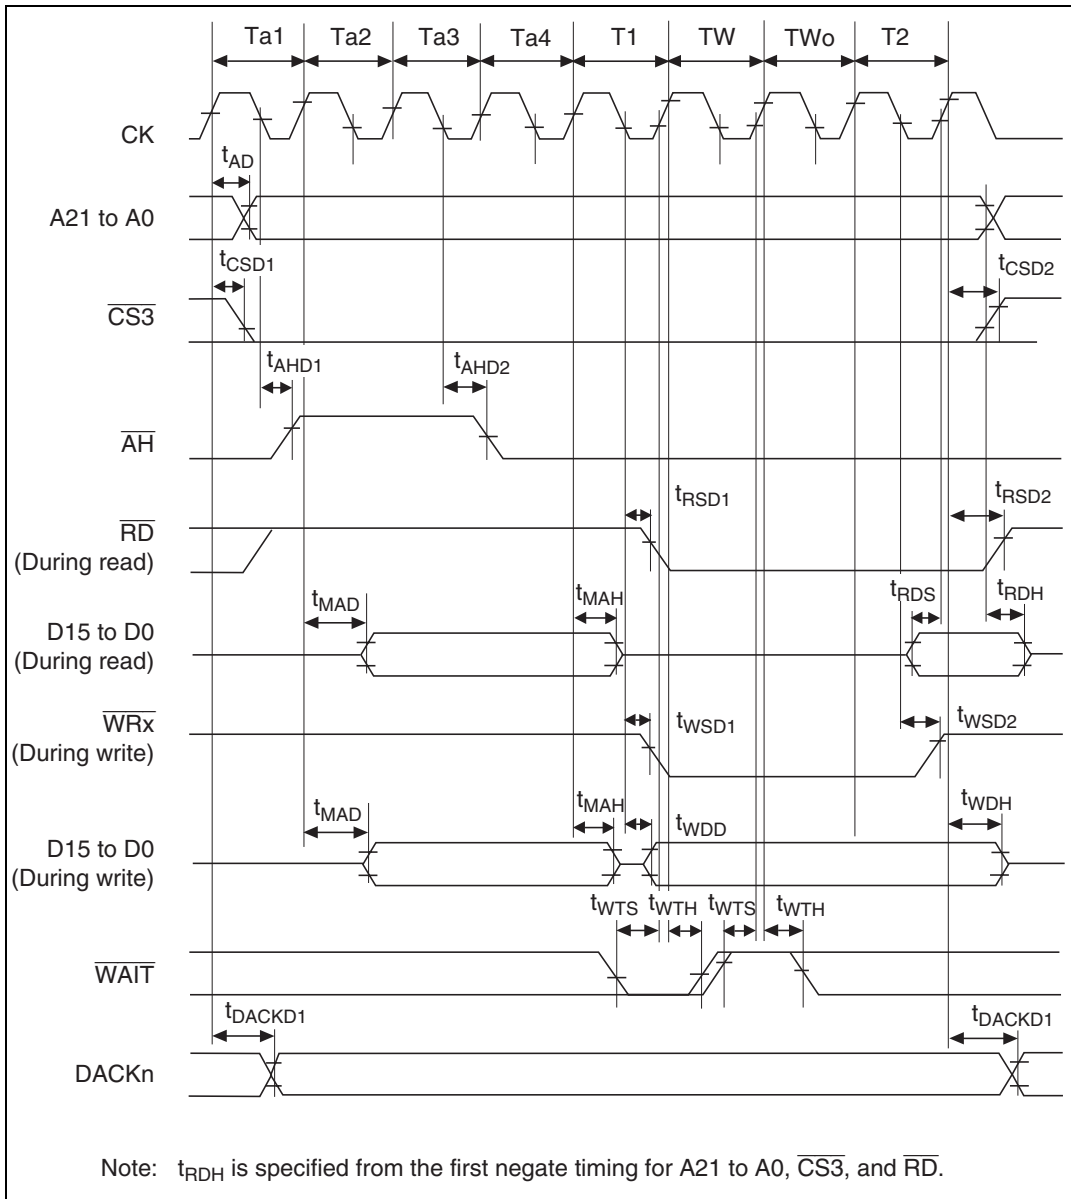 Ta1 Ta2 Ta3 Ta4 T1 TW TWo T2
CK
tAD
A21 to A0
tCSD1 tCSD2
CS3
tAHD1 tAHD2
AH
tRSD1 tRSD2
RD
(During read)
tMAD tMAH tRDS tRDH
D15 to D0
(During read)
WRx
(During write)
tWSD1 tWSD2
tMAD tMAH tWDD tWDH
D15 to D0
(During write)
tWTS tWTH tWTS tWTH
WAIT
tDACKD1 tDACKD1
DACKn
Note: tRDH is specified from the first negate timing for A21 to A0, CS3, and RD.